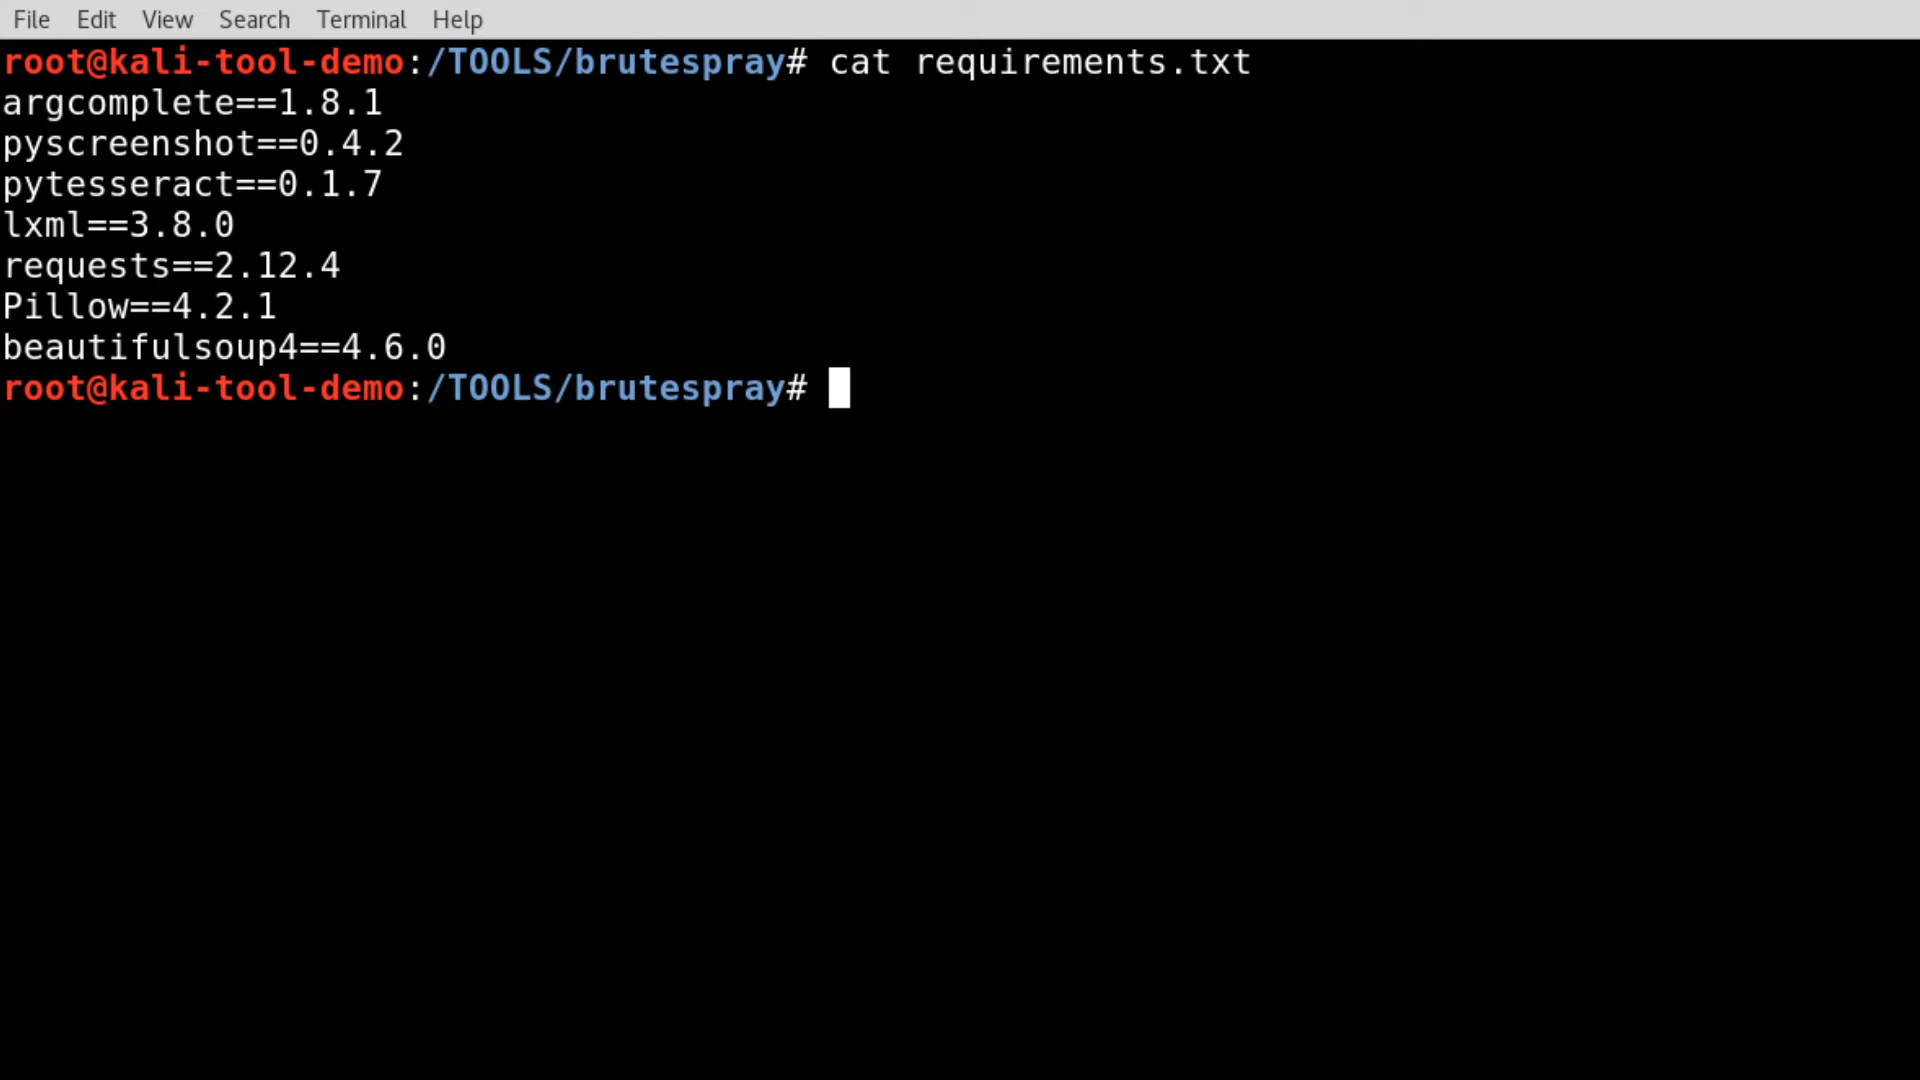 File Edit View Search Terminal Help
root@kali-tool-demo:/TOOLS/brutespray# cat requirements.txt
argcomplete==1.8.1
pyscreenshot==0.4.2
pytesseract==0.1.7
lxml==3.8.0
requests==2.12.4
Pillow==4.2.1
beautifulsoup4==4.6.0
root@kali-tool-demo:/TOOLS/brutespray#